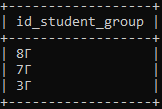 +------------------+
| id_student_group |
+------------------+
| 8Г               |
| 7Г               |
| 3Г               |
+------------------+